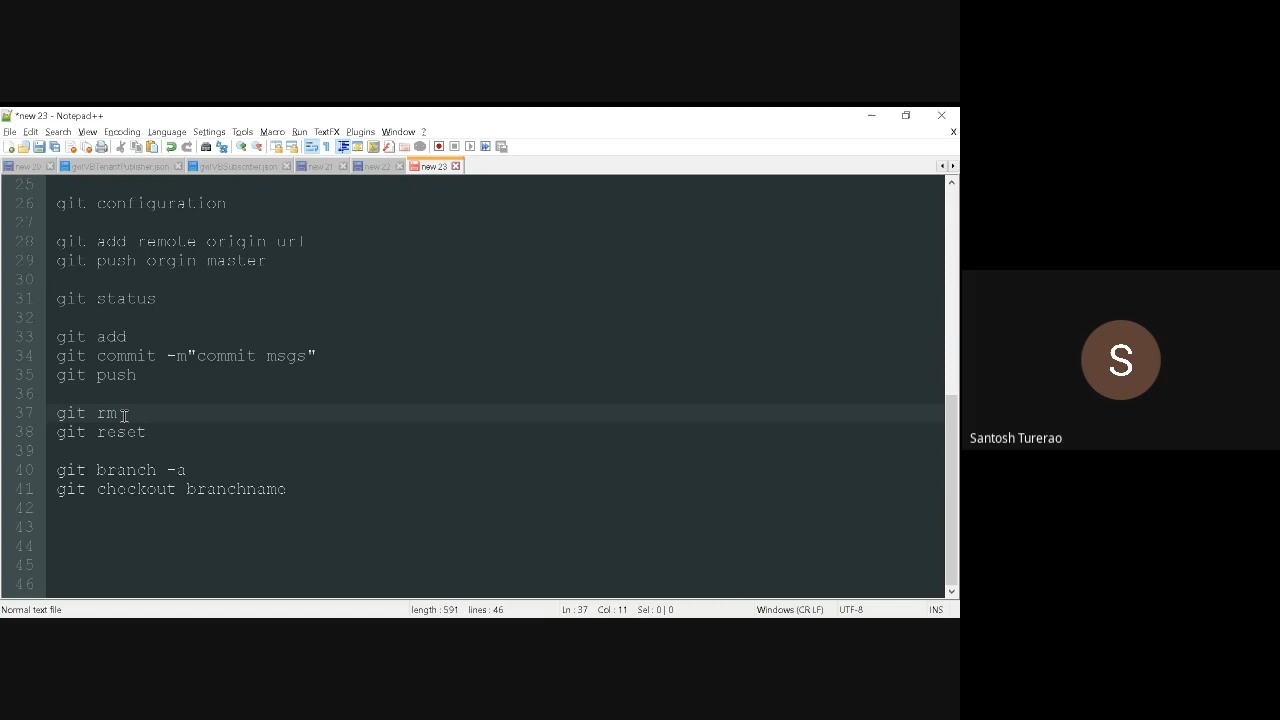 *new 23 - Notepad++
File Edit Search View Encoding Language Settings Tools Macro Run TextFX Plugins Window ? X
new 20 gwIVBTenantPublisher.json gwIVBSubscriber.json new 21 new 22 new 23
25
26 git configuration
27
28 git add remote origin url
29 git push orgin master
30
31 git status
32
33 git add
34 git commit -m"commit msgs"
35 git push
36
37 git rm
38 git reset
39
40 git branch -a
41 git checkout branchname
42
43
44
45
46
Normal text file length : 591 lines : 46 Ln : 37 Col : 11 Sel : 0 | 0 Windows (CR LF) UTF-8 INS
S
Santosh Turerao